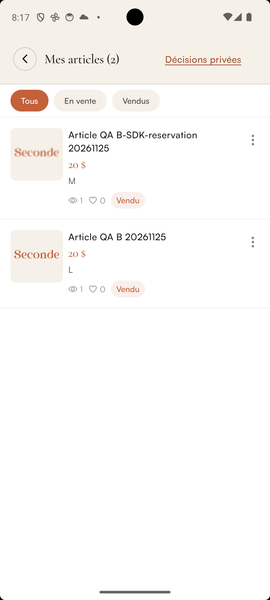 8:17
Mes articles (2)
Décisions privées
Tous
En vente
Vendus
Seconde
Article QA B-SDK-reservation
20261125
20 $
M
1
0
Vendu
Seconde
Article QA B 20261125
20 $
L
1
0
Vendu